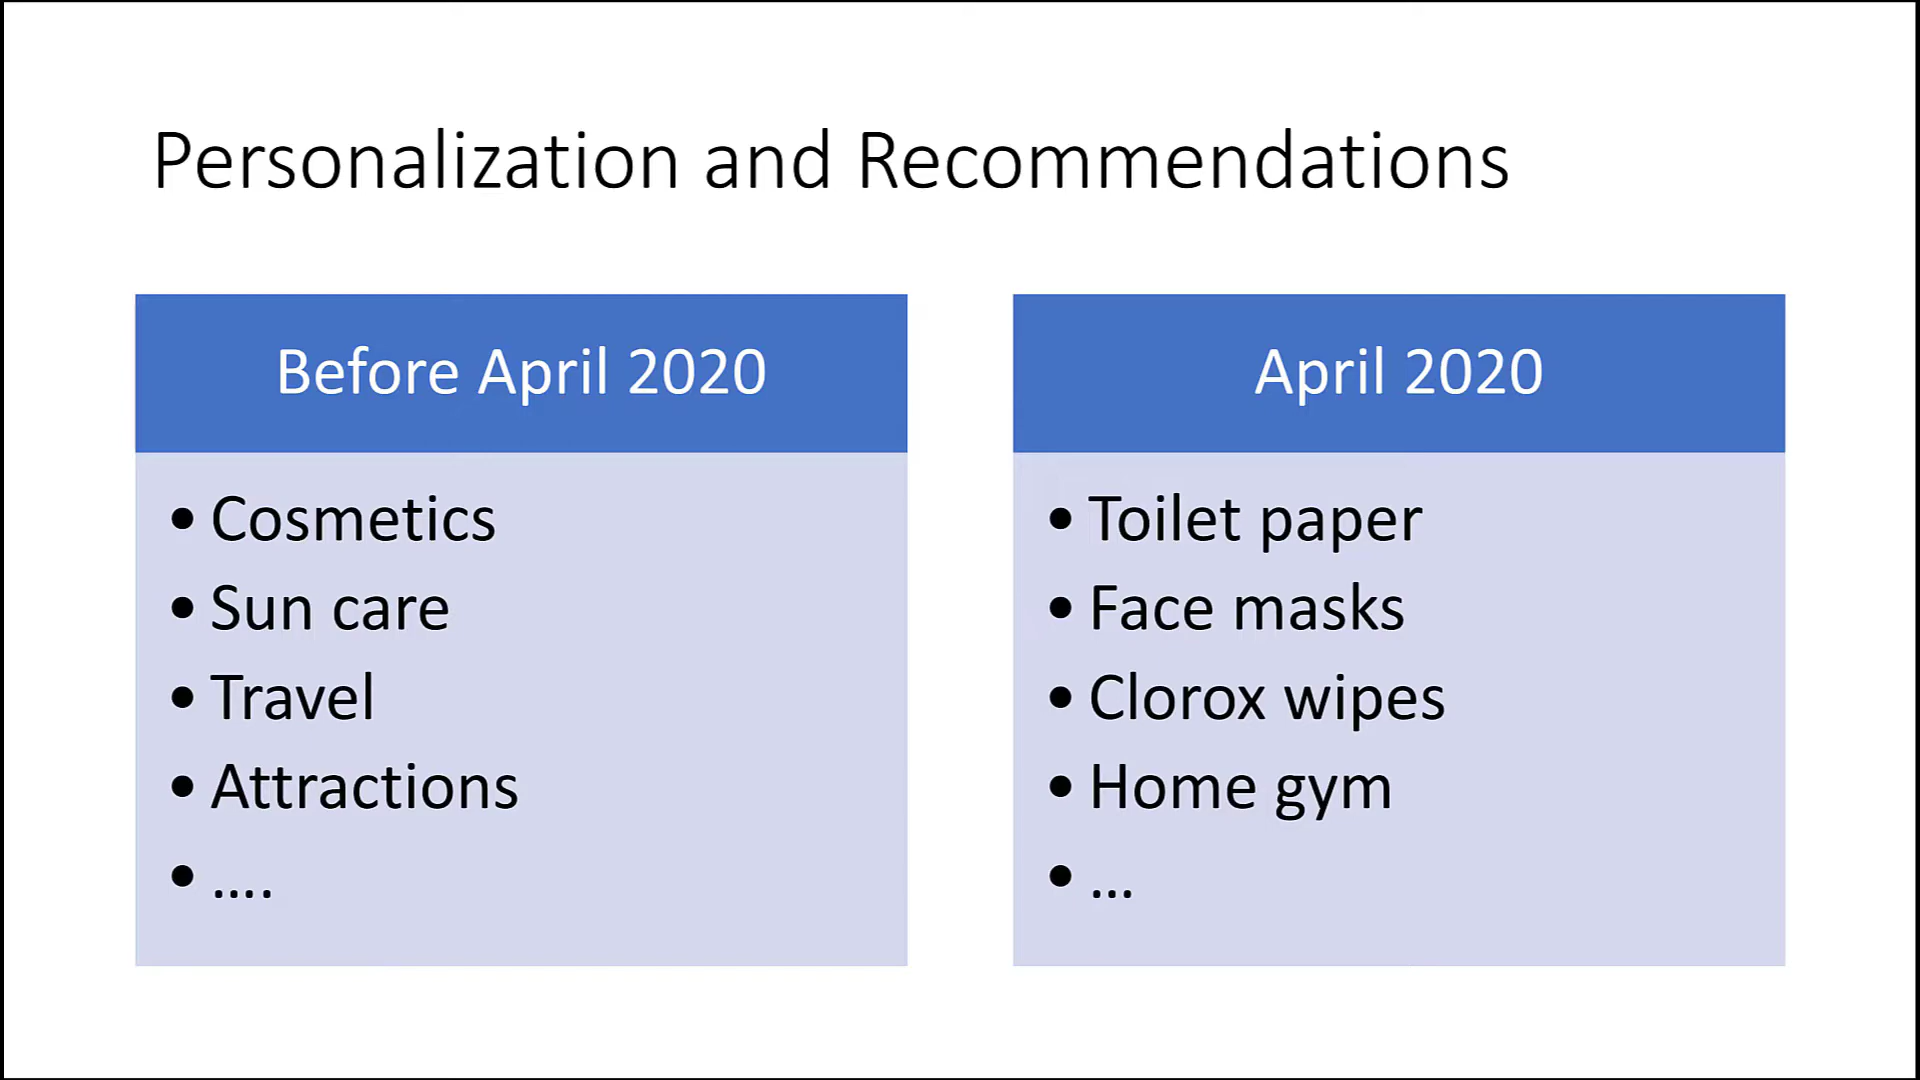 Personalization and Recommendations
Before April 2020
• Cosmetics
• Sun care
• Travel
• Attractions
• ....
April 2020
• Toilet paper
• Face masks
• Clorox wipes
• Home gym
• ...